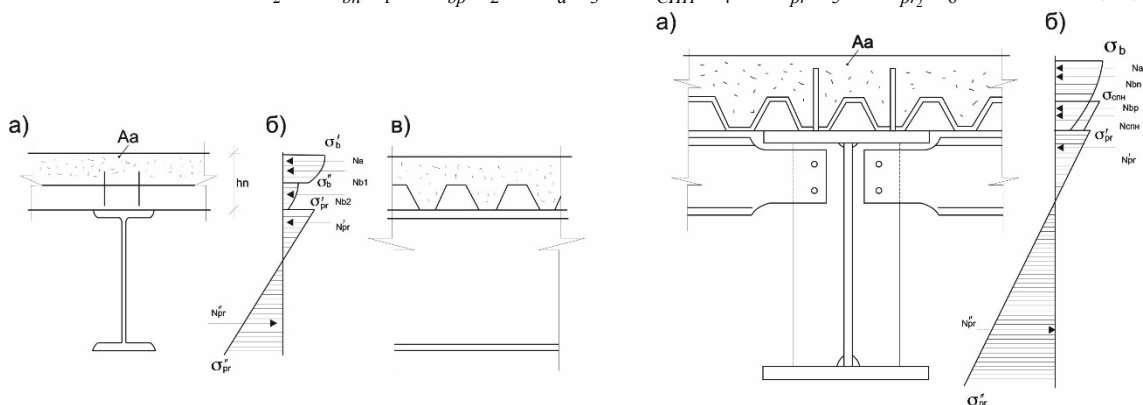 а)
Aa
hn
б)
σ'b
Na
σ"b
Nb1
σ'pr
Nb2
N'pr
N"pr
σ"pr
в)
а)
Aa
б)
σb
Na
Nbn
σспн
Nbp
Nспн
σ'pr
N'pr
N"pr
σ"pr